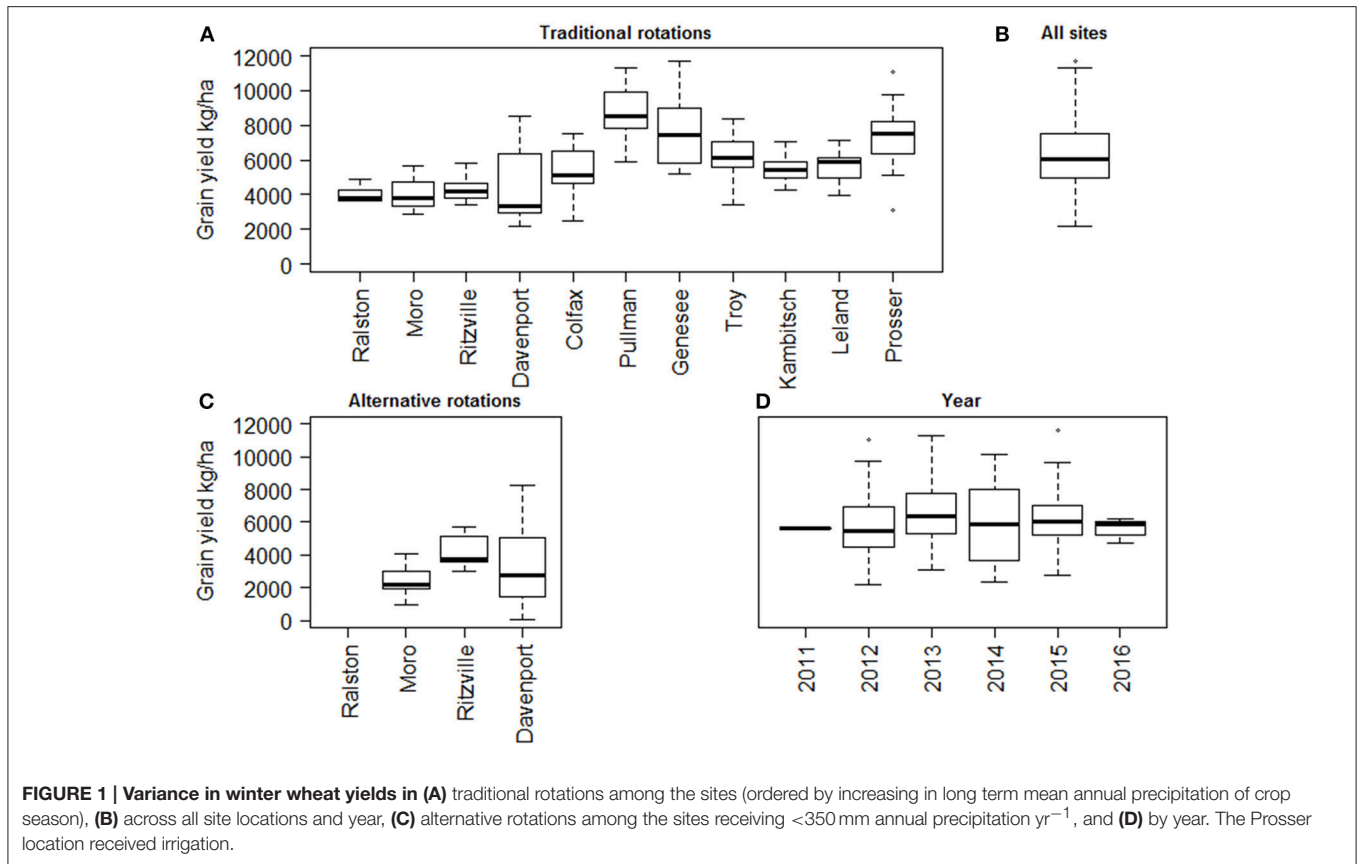 A
Traditional rotations
Grain yield kg/ha
12000
10000
8000
6000
4000
2000
0
Ralston
Moro
Ritzville
Davenport
Colfax
Pullman
Genesee
Troy
Kambitsch
Leland
Prosser
B
All sites
C
Alternative rotations
Grain yield kg/ha
12000
10000
8000
6000
4000
2000
0
Ralston
Moro
Ritzville
Davenport
D
Year
2011
2012
2013
2014
2015
2016
FIGURE 1 | Variance in winter wheat yields in (A) traditional rotations among the sites (ordered by increasing in long term mean annual precipitation of crop
season), (B) across all site locations and year, (C) alternative rotations among the sites receiving <350 mm annual precipitation yr⁻¹, and (D) by year. The Prosser
location received irrigation.